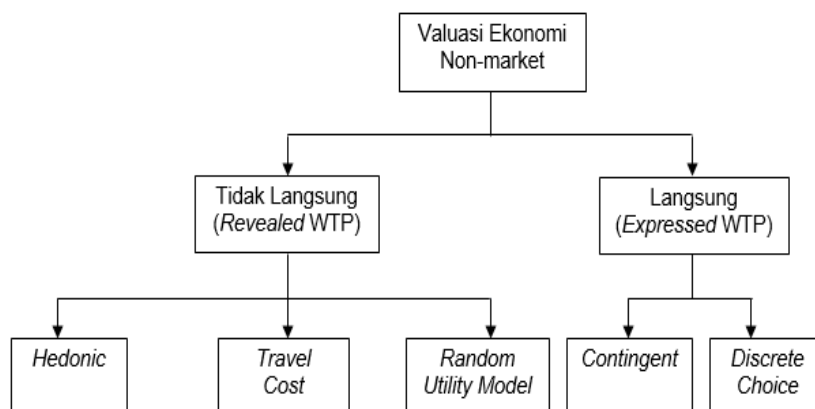 Valuasi Ekonomi
Non-market
Tidak Langsung
(Revealed WTP)
Langsung
(Expressed WTP)
Hedonic
Travel
Cost
Random
Utility Model
Contingent
Discrete
Choice